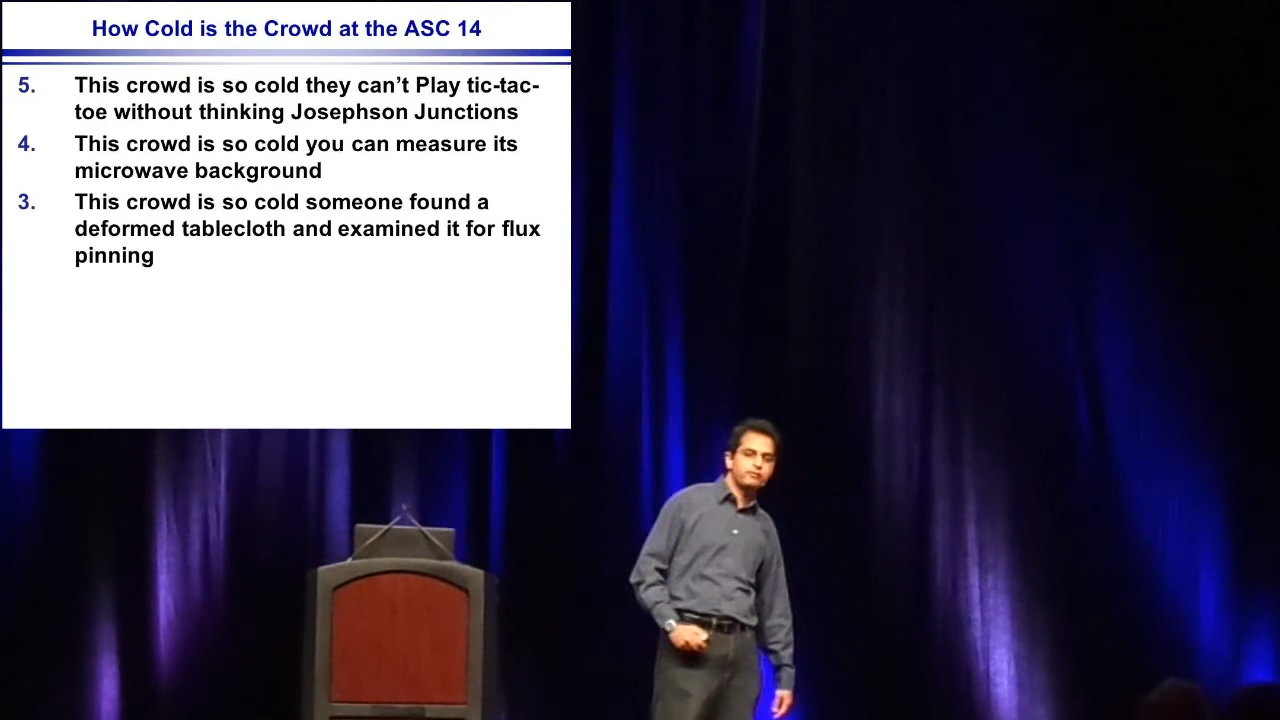 How Cold is the Crowd at the ASC 14
5. This crowd is so cold they can’t Play tic-tac-
toe without thinking Josephson Junctions
4. This crowd is so cold you can measure its
microwave background
3. This crowd is so cold someone found a
deformed tablecloth and examined it for flux
pinning